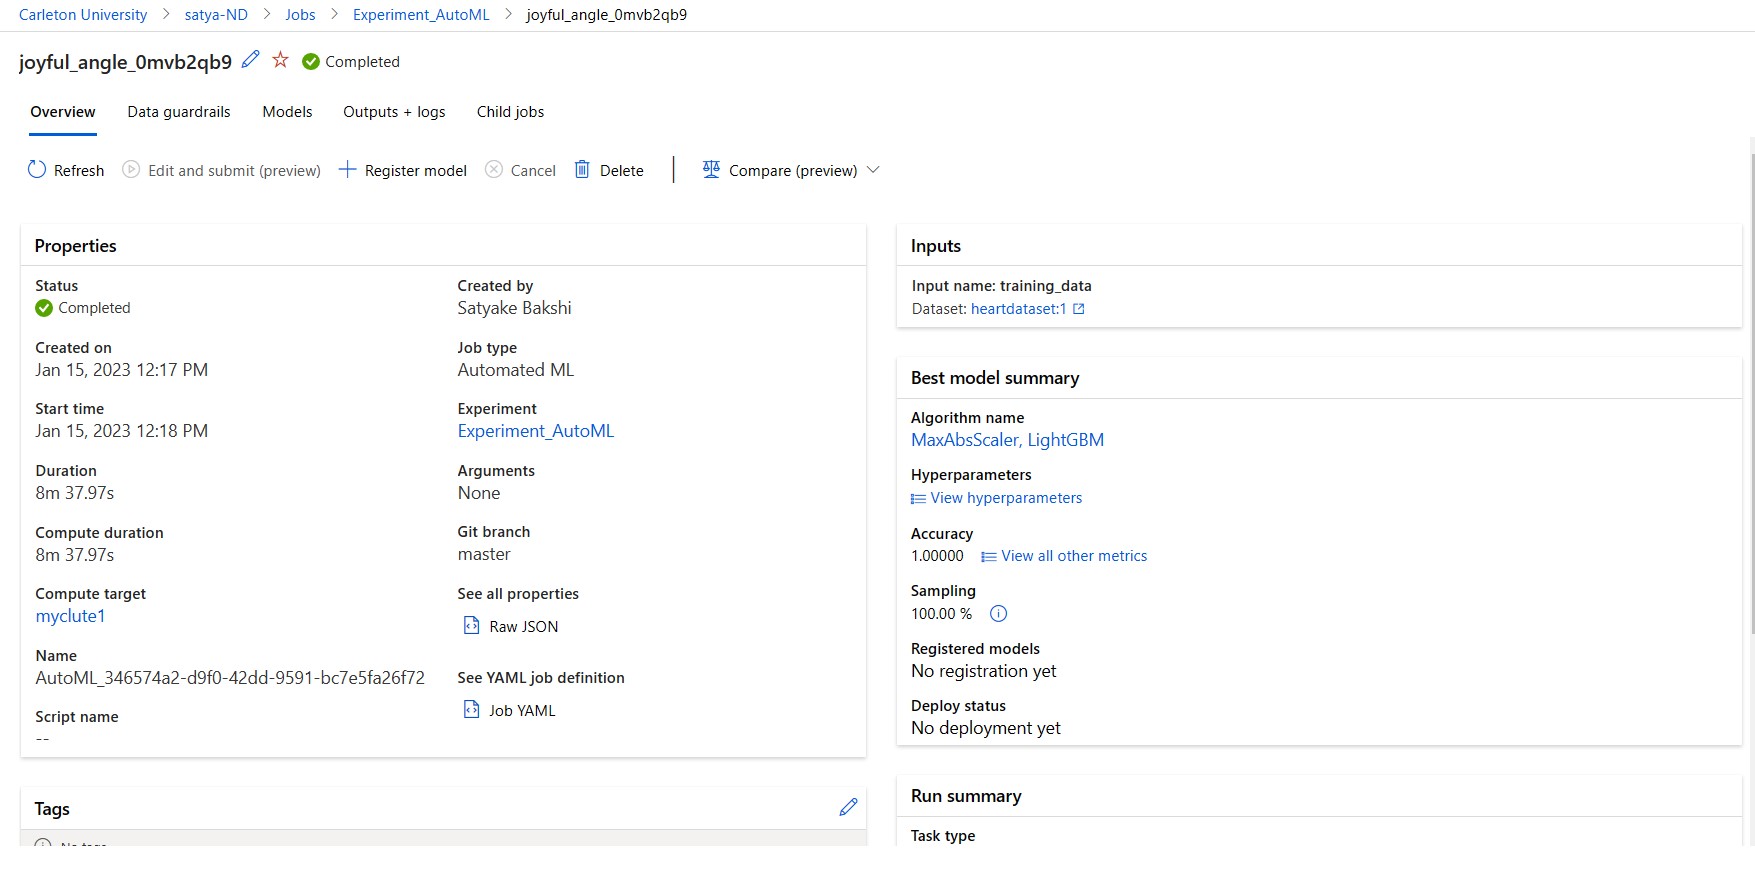 Carleton University > satya-ND > Jobs > Experiment_AutoML > joyful_angle_0mvb2qb9
joyful_angle_0mvb2qb9 Completed
Overview Data guardrails Models Outputs + logs Child jobs
Refresh Edit and submit (preview) Register model Cancel Delete | Compare (preview)
Properties
Status
Completed
Created on
Jan 15, 2023 12:17 PM
Start time
Jan 15, 2023 12:18 PM
Duration
8m 37.97s
Compute duration
8m 37.97s
Compute target
myclute1
Name
AutoML_346574a2-d9f0-42dd-9591-bc7e5fa26f72
Script name
--
Created by
Satyake Bakshi
Job type
Automated ML
Experiment
Experiment_AutoML
Arguments
None
Git branch
master
See all properties
Raw JSON
See YAML job definition
Job YAML
Tags
No tags
Inputs
Input name: training_data
Dataset: heartdataset:1
Best model summary
Algorithm name
MaxAbsScaler, LightGBM
Hyperparameters
View hyperparameters
Accuracy
1.00000 View all other metrics
Sampling
100.00 %
Registered models
No registration yet
Deploy status
No deployment yet
Run summary
Task type